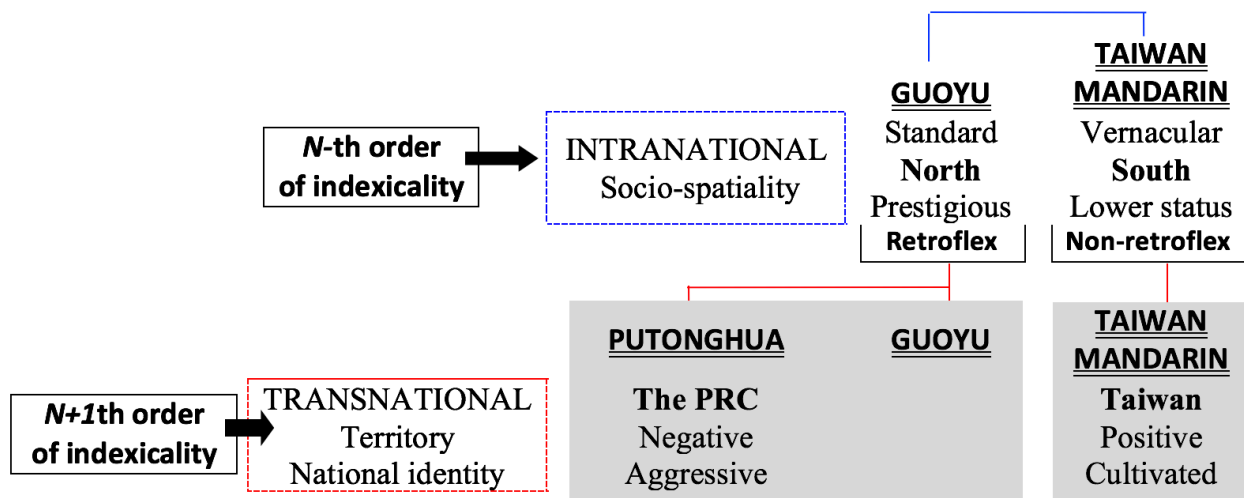 GUOYU
Standard
North
Prestigious
Retroflex
TAIWAN
MANDARIN
Vernacular
South
Lower status
Non-retroflex
N-th order
of indexicality
INTRANATIONAL
Socio-spatiality
PUTONGHUA
The PRC
Negative
Aggressive
GUOYU
TAIWAN
MANDARIN
Taiwan
Positive
Cultivated
N+1th order
of indexicality
TRANSNATIONAL
Territory
National identity